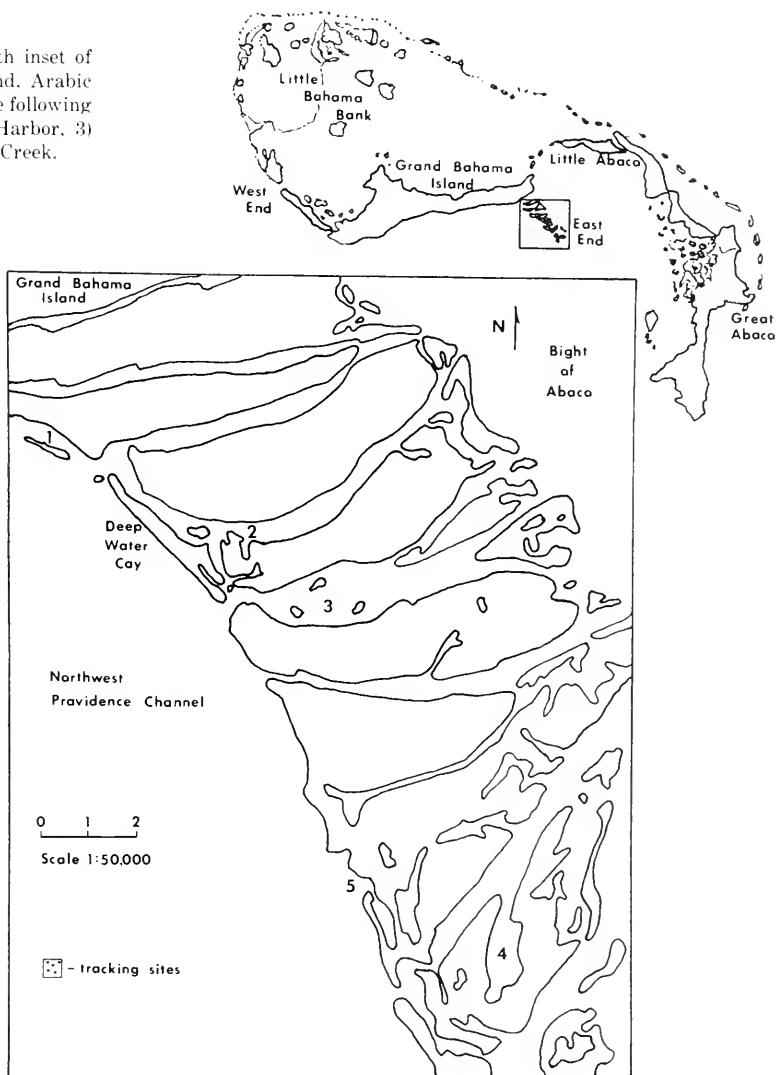 th inset of
nd. Arabic
e following
Harbor. 3)
Creek.
Little
Bahama
Bank
Grand Bahama
Island
Little Abaco
West
End
East
End
Great
Abaco
Grand Bahama
Island
N
Bight
of
Abaco
1
Deep
Water
Cay
2
3
Northwest
Pravidence Channel
0 1 2
Scale 1:50,000
5
4
- tracking sites